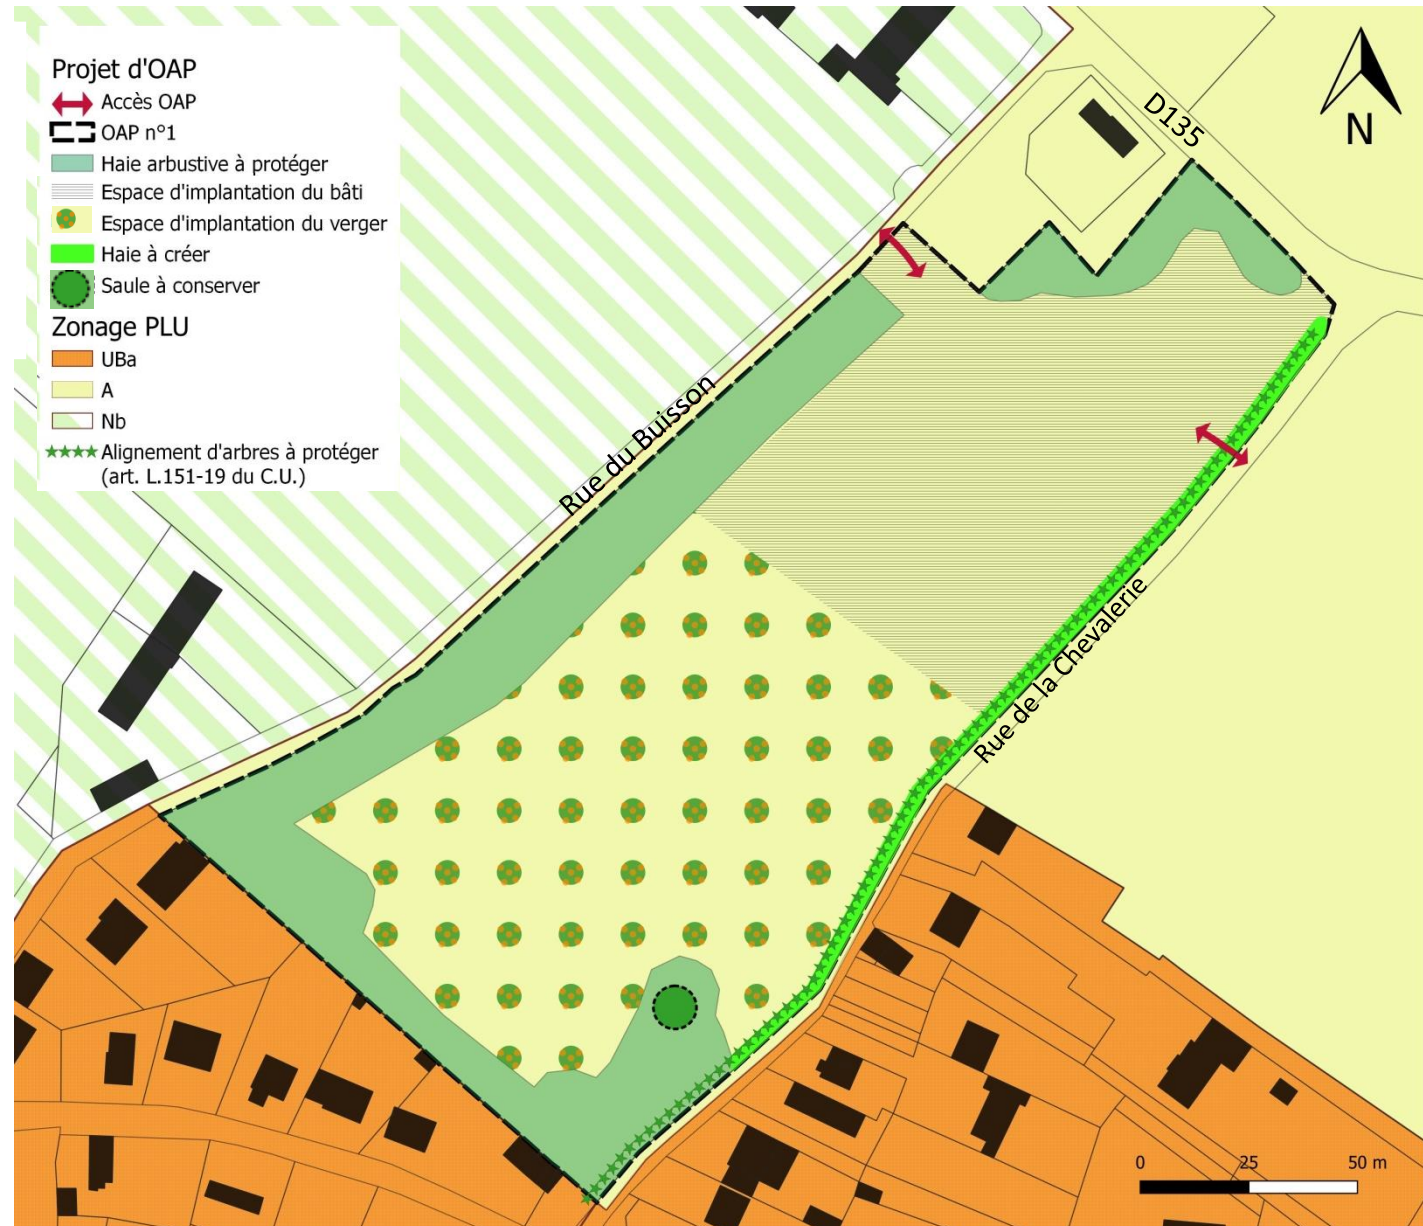 Projet d'OAP
Accès OAP
OAP n°1
Haie arbustive à protéger
Espace d'implantation du bâti
Espace d'implantation du verger
Haie à créer
Saule à conserver
Zonage PLU
UBa
A
Nb
Alignement d'arbres à protéger
(art. L.151-19 du C.U.)
D135
N
Rue du Buisson
Rue de la Chevalerie
0 25 50 m